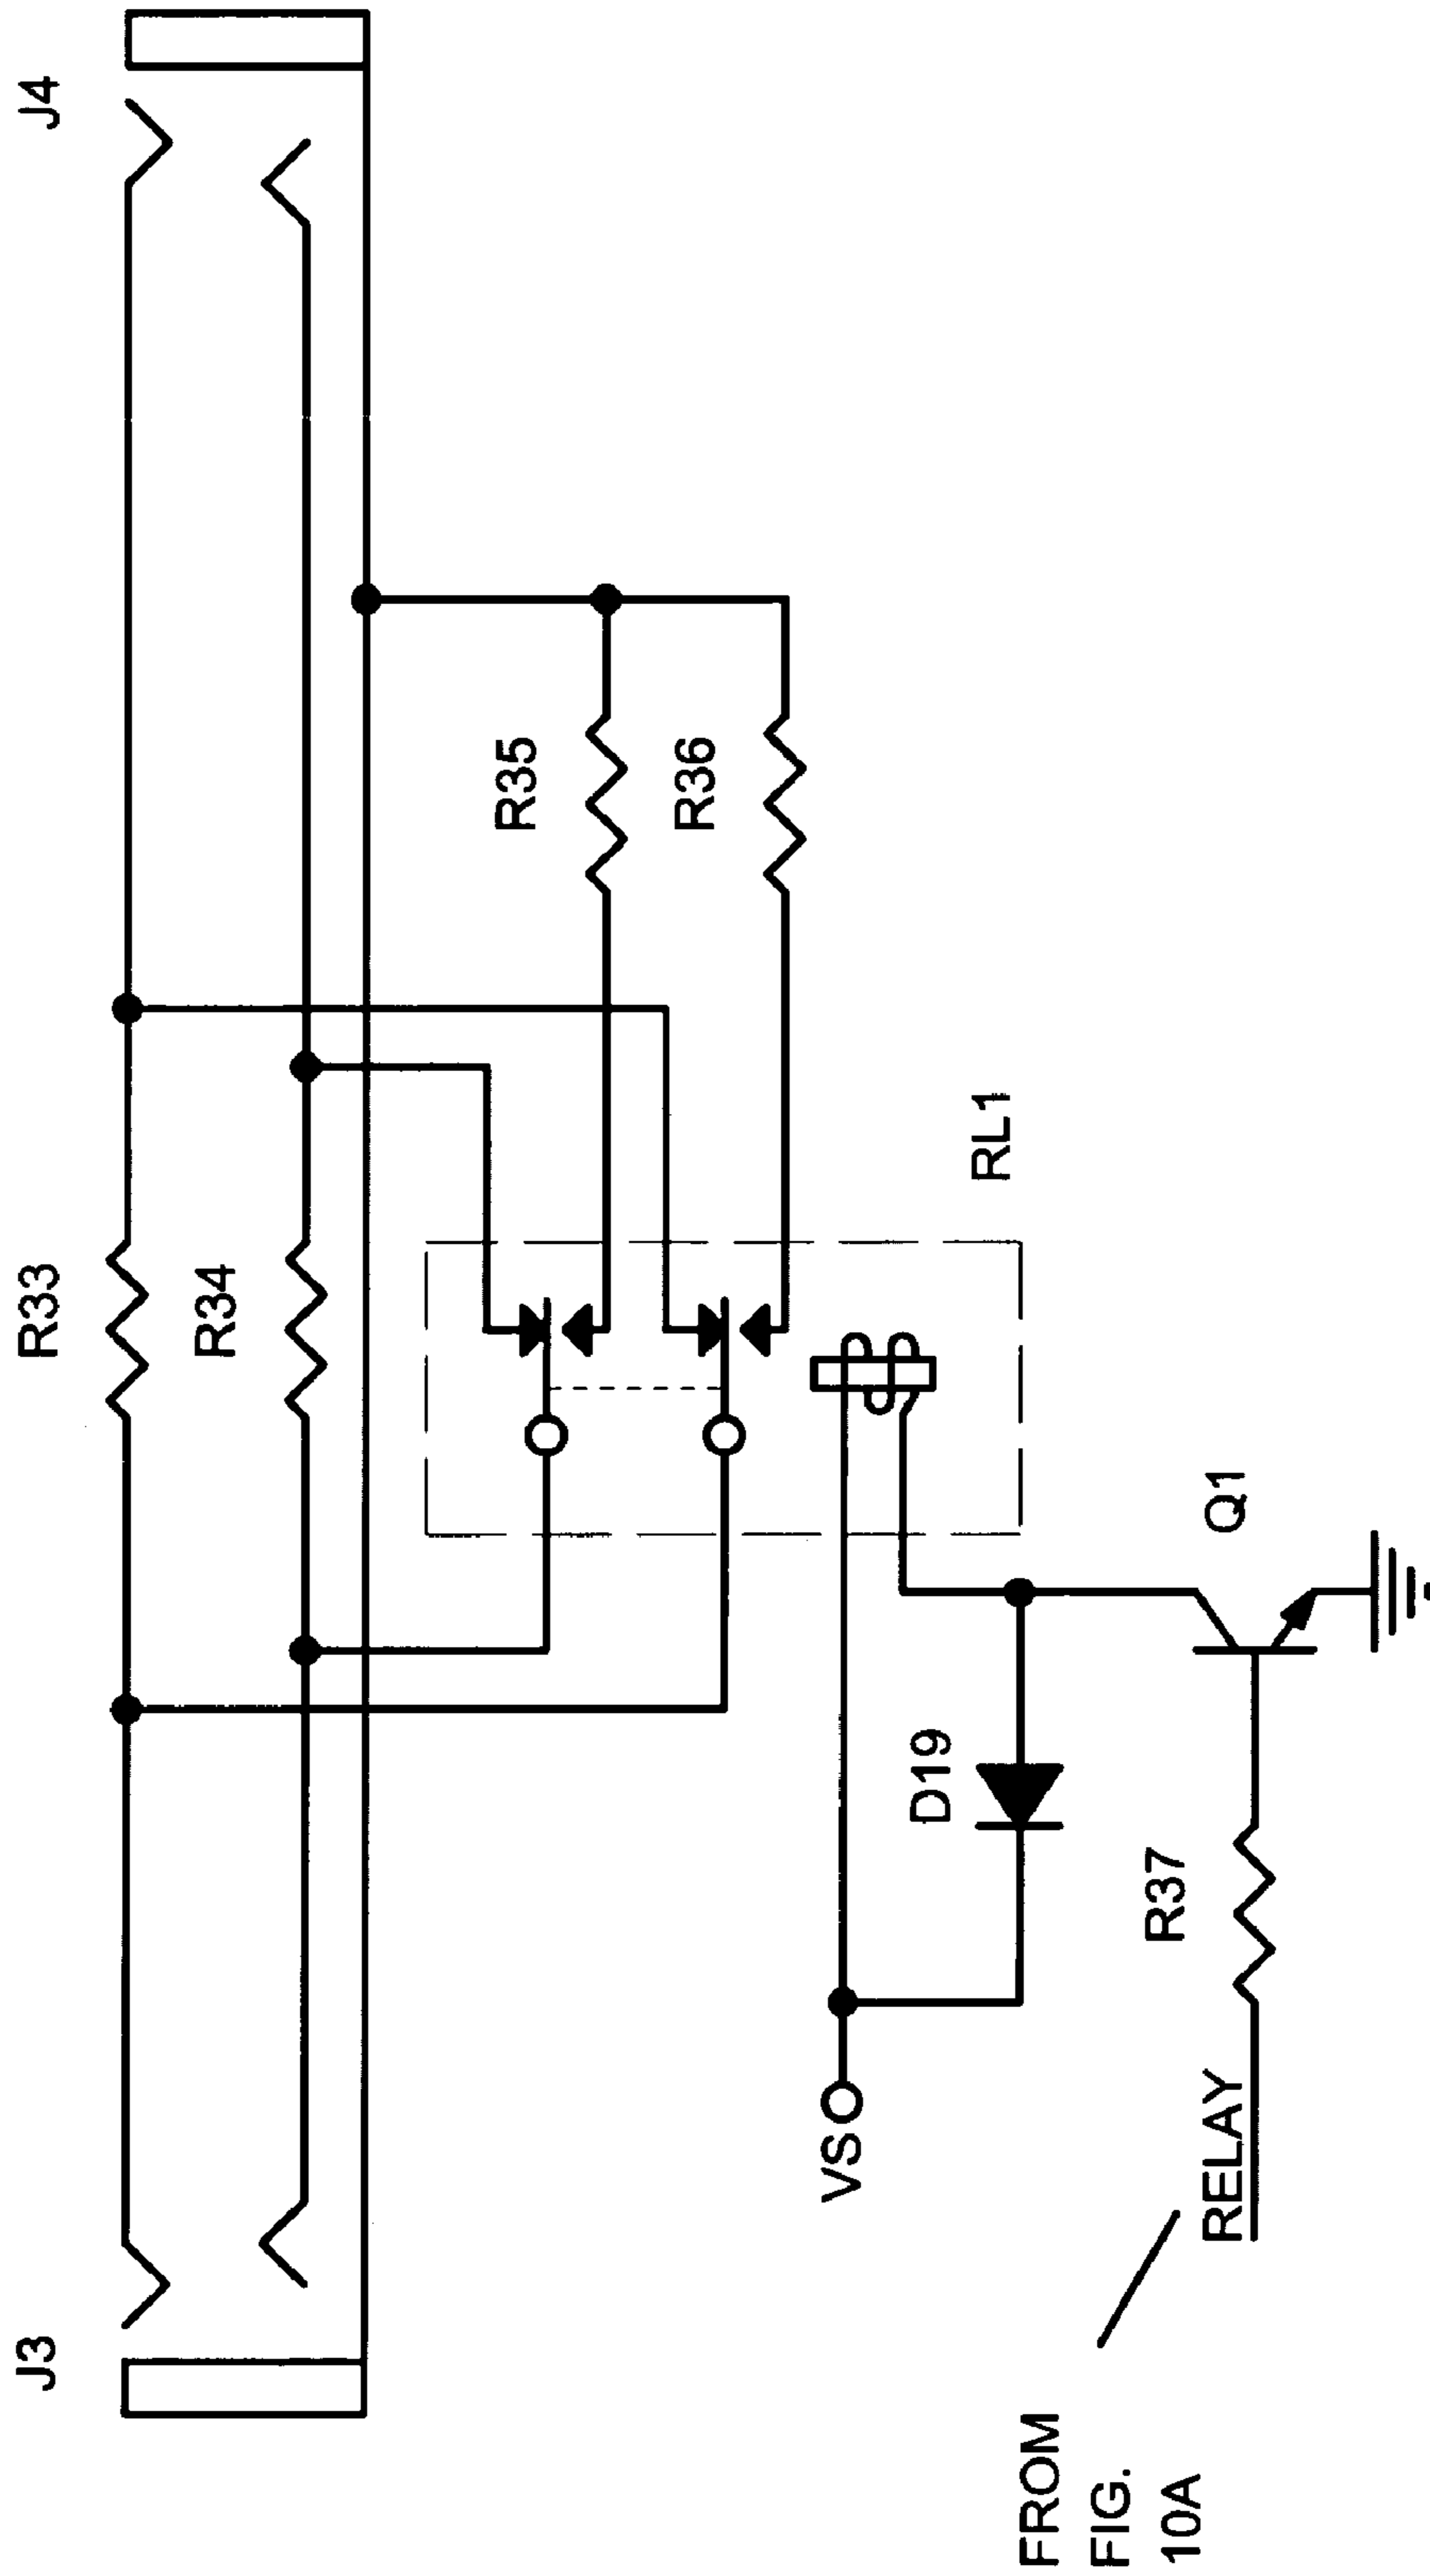 J3
J4
R33
R34
R35
R36
RL1
VS
D19
Q1
R37
RELAY
FROM
FIG.
10A